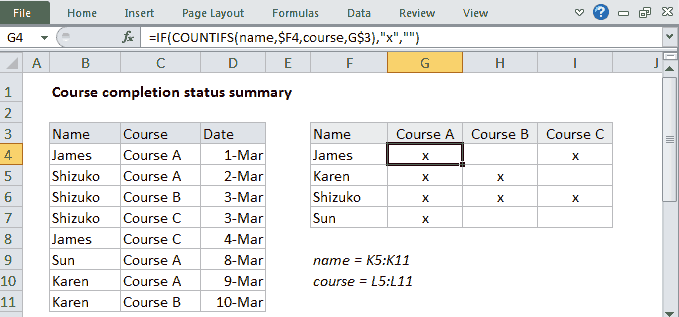 File Home Insert Page Layout Formulas Data Review View
G4 fx =IF(COUNTIFS(name,$F4,course,G$3),"x","")
A B C D E F G H I J
1 Course completion status summary
2
3 Name Course Date Name Course A Course B Course C
4 James Course A 1-Mar James x x
5 Shizuko Course A 2-Mar Karen x x
6 Shizuko Course B 3-Mar Shizuko x x x
7 Shizuko Course C 3-Mar Sun x
8 James Course C 4-Mar
9 Sun Course A 8-Mar name = K5:K11
10 Karen Course A 9-Mar course = L5:L11
11 Karen Course B 10-Mar